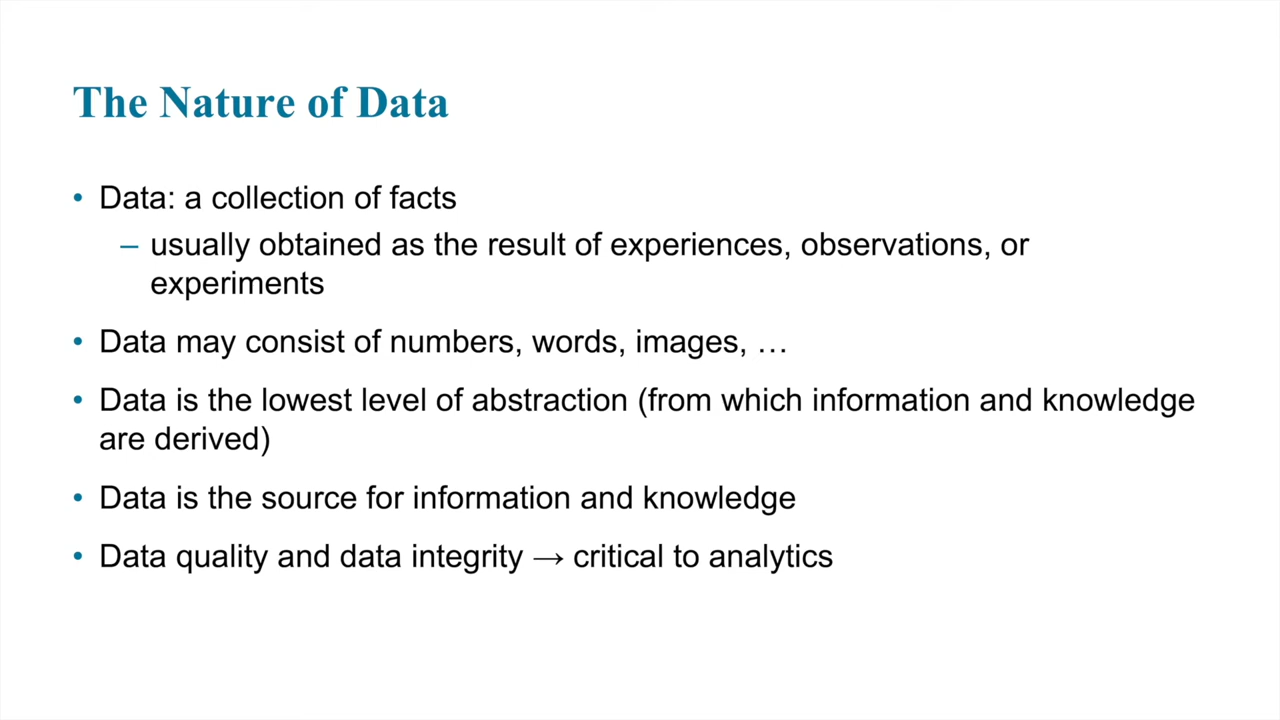 The Nature of Data
• Data: a collection of facts
– usually obtained as the result of experiences, observations, or
experiments
• Data may consist of numbers, words, images, …
• Data is the lowest level of abstraction (from which information and knowledge
are derived)
• Data is the source for information and knowledge
• Data quality and data integrity → critical to analytics